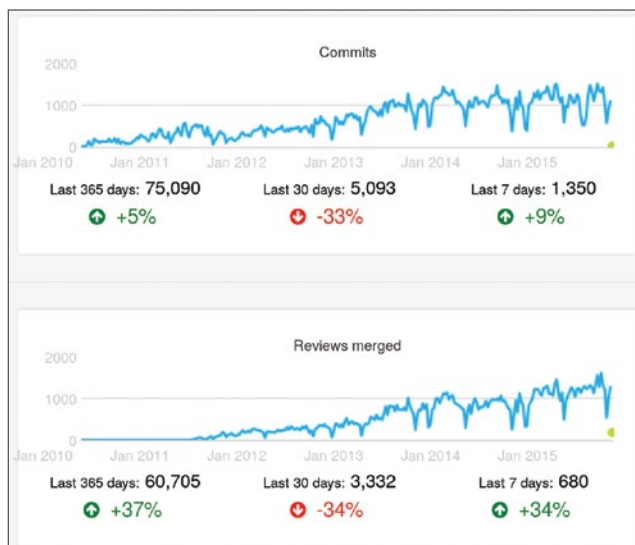 Commits
2000
1000
0
Jan 2010 Jan 2011 Jan 2012 Jan 2013 Jan 2014 Jan 2015
Last 365 days: 75,090 Last 30 days: 5,093 Last 7 days: 1,350
+5% -33% +9%
Reviews merged
2000
1000
0
Jan 2010 Jan 2011 Jan 2012 Jan 2013 Jan 2014 Jan 2015
Last 365 days: 60,705 Last 30 days: 3,332 Last 7 days: 680
+37% -34% +34%